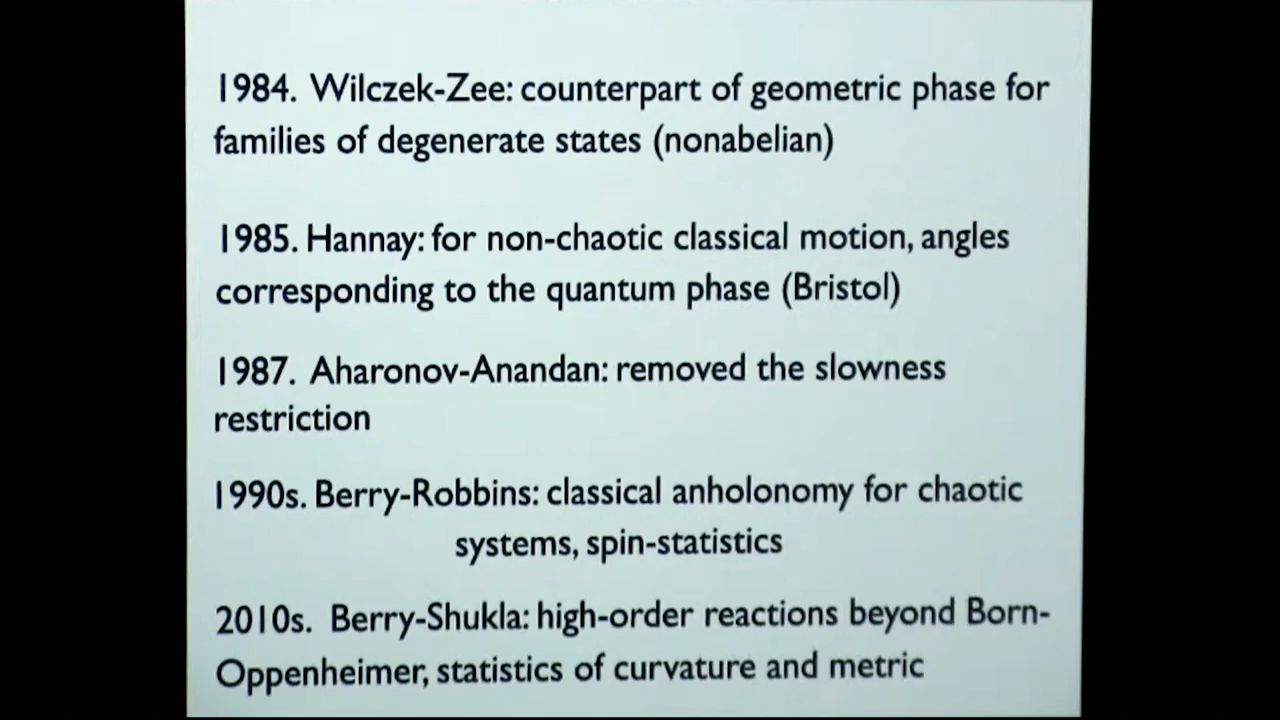 1984. Wilczek-Zee: counterpart of geometric phase for
families of degenerate states (nonabelian)
1985. Hannay: for non-chaotic classical motion, angles
corresponding to the quantum phase (Bristol)
1987. Aharonov-Anandan: removed the slowness
restriction
1990s. Berry-Robbins: classical anholonomy for chaotic
systems, spin-statistics
2010s. Berry-Shukla: high-order reactions beyond Born-
Oppenheimer, statistics of curvature and metric